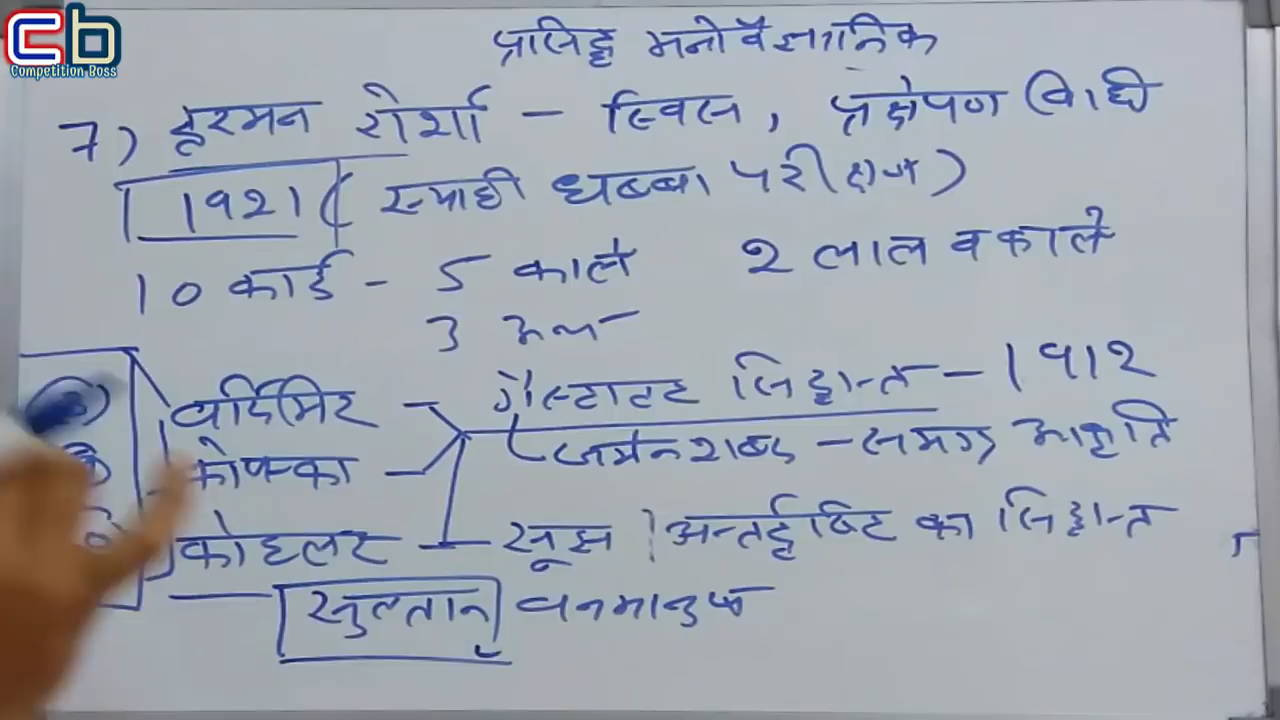 Cb
Competition Boss
प्रसिद्ध मनोवैज्ञानिक
7) हरमन रोर्शा - स्विस, प्रक्षेपण विधि
1921 (स्याही धब्बा परीक्षण)
10 कार्ड - 5 काले 2 लाल व काले
3 अन्य
वर्दीमिर - गैस्टाल्ट सिद्धान्त - 1912
कोफ्का - जर्मन शब्द - समग्र आकृति
कोहलर - सूझ / अन्तर्दृष्टि का सिद्धान्त
सुल्तान वनमानुष